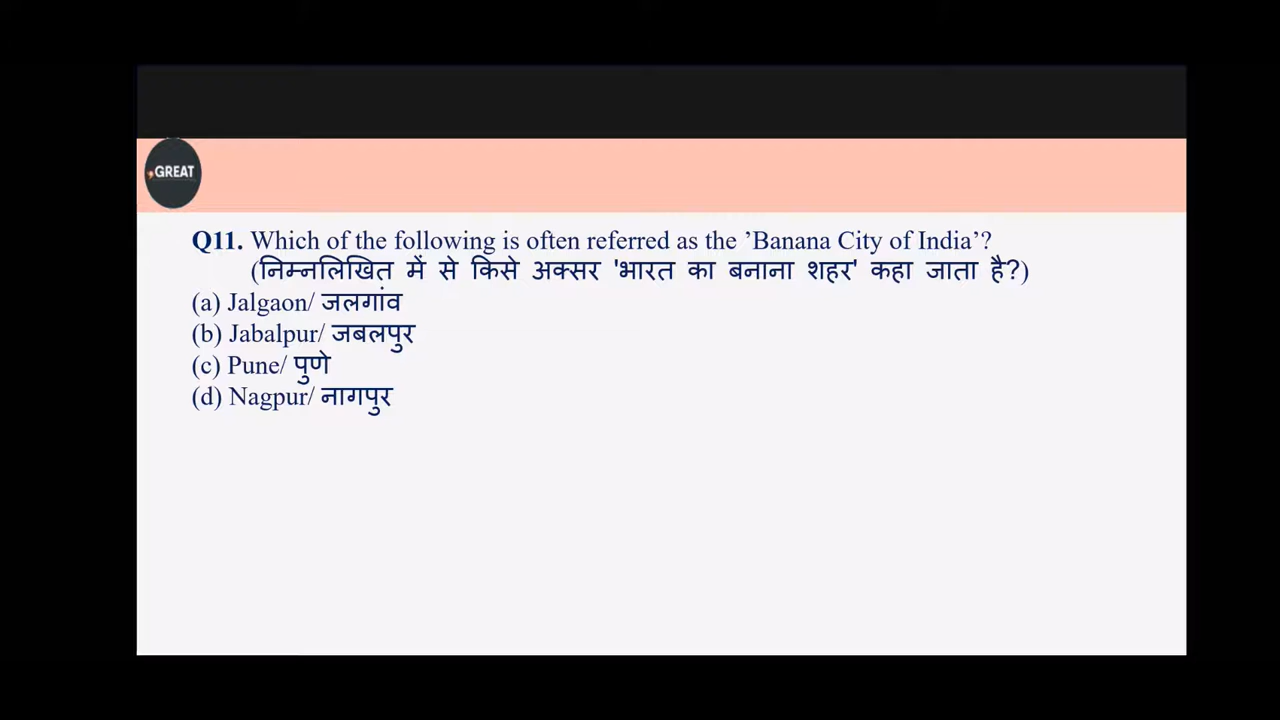 GREAT
Q11. Which of the following is often referred as the ’Banana City of India’?
(निम्नलिखित में से किसे अक्सर 'भारत का बनाना शहर' कहा जाता है?)
(a) Jalgaon/ जलगांव
(b) Jabalpur/ जबलपुर
(c) Pune/ पुणे
(d) Nagpur/ नागपुर